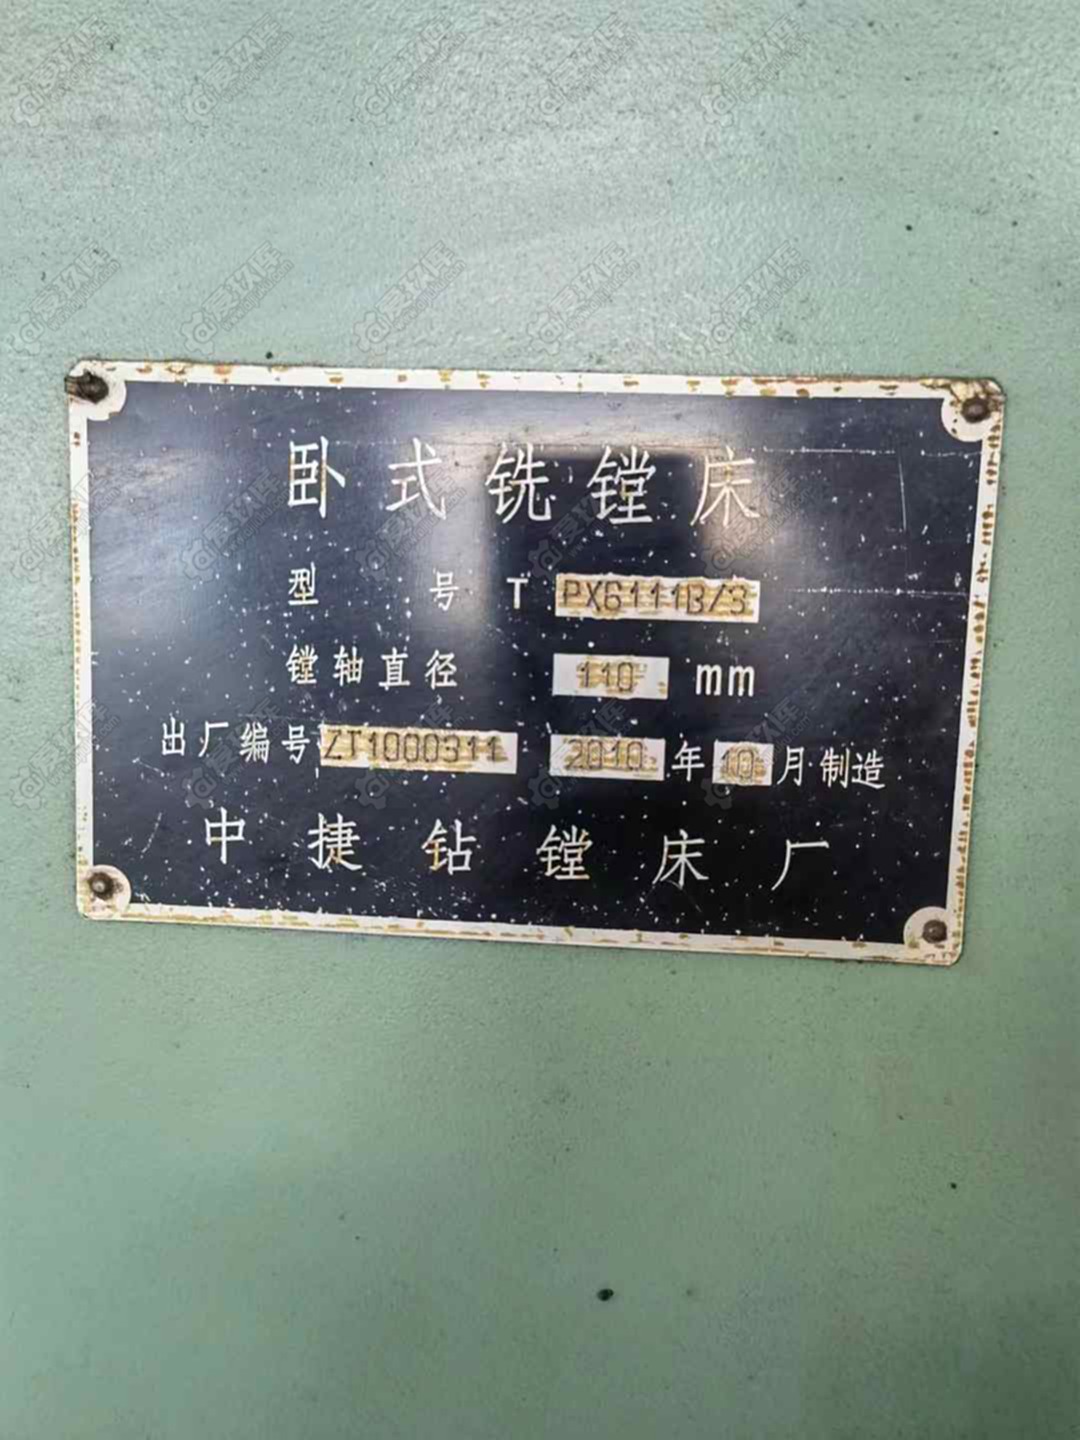 卧式铣镗床
型号 T PX6111B/3
镗轴直径 110 mm
出厂编号 ZT1000311 2010 年 10 月制造
中捷钻镗床厂